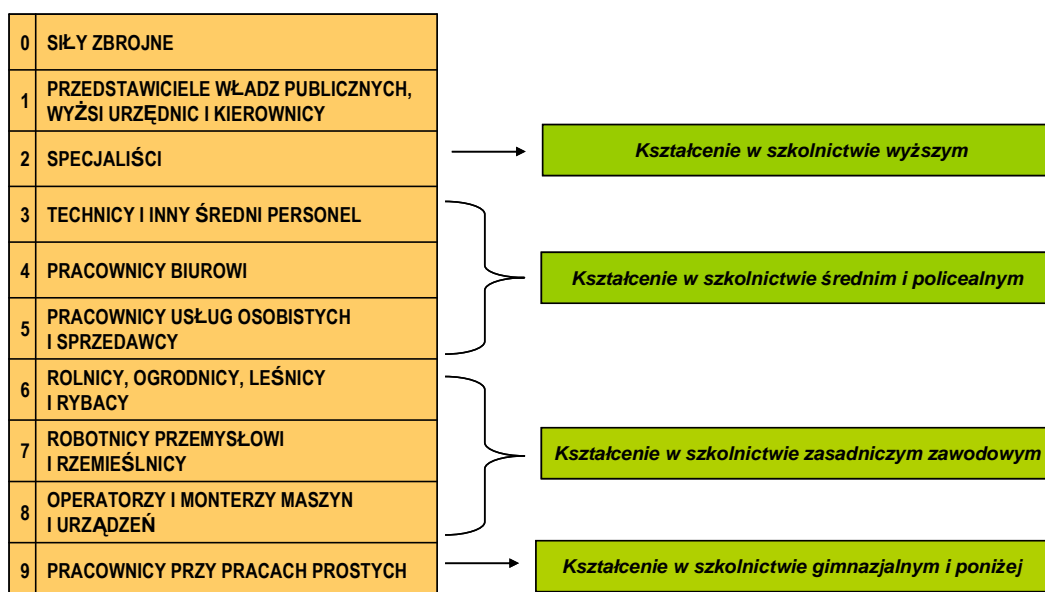 0 SIŁY ZBROJNE
1 PRZEDSTAWICIELE WŁADZ PUBLICZNYCH,
WYŻSI URZĘDNIC I KIEROWNICY
2 SPECJALIŚCI
Kształcenie w szkolnictwie wyższym
3 TECHNICY I INNY ŚREDNI PERSONEL
4 PRACOWNICY BIUROWI
Kształcenie w szkolnictwie średnim i policealnym
5 PRACOWNICY USŁUG OSOBISTYCH
I SPRZEDAWCY
6 ROLNICY, OGRODNICY, LEŚNICY
I RYBACY
7 ROBOTNICY PRZEMYSŁOWI
I RZEMIEŚLNICY
Kształcenie w szkolnictwie zasadniczym zawodowym
8 OPERATORZY I MONTERZY MASZYN
I URZĄDZEŃ
9 PRACOWNICY PRZY PRACACH PROSTYCH
Kształcenie w szkolnictwie gimnazjalnym i poniżej